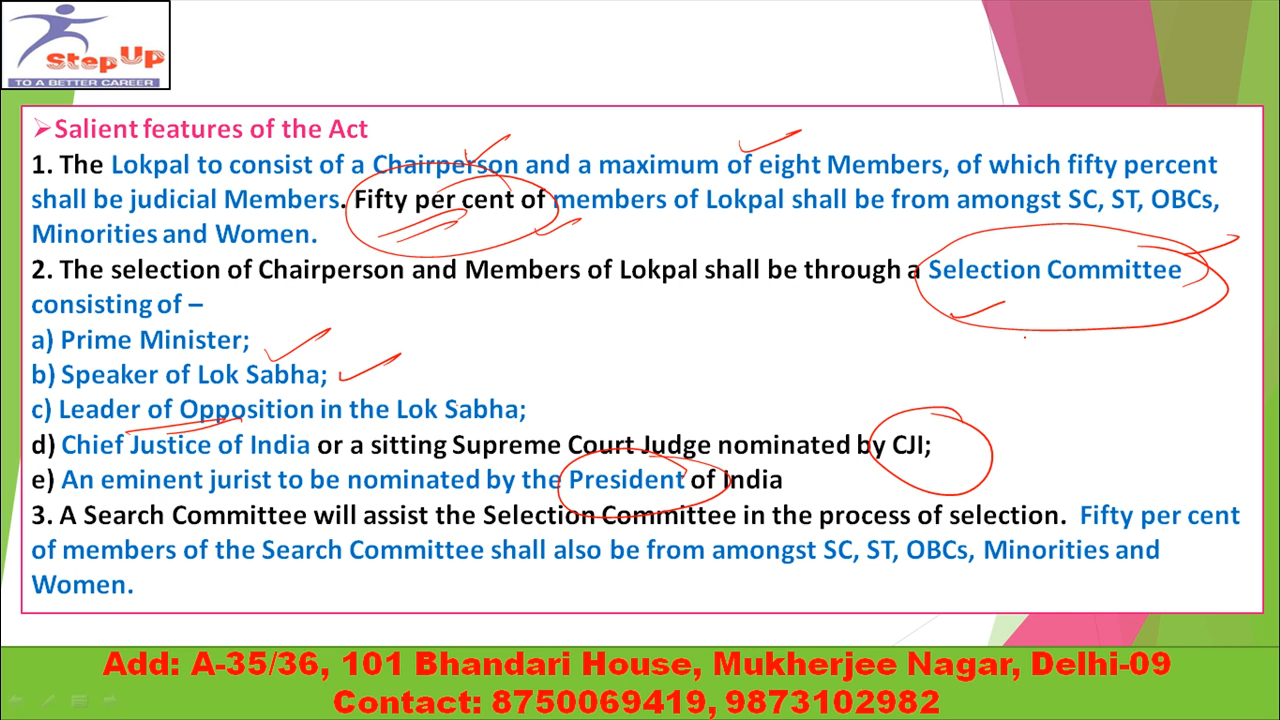 StepUp
TO A BETTER CAREER
➢Salient features of the Act
1. The Lokpal to consist of a Chairperson and a maximum of eight Members, of which fifty percent
shall be judicial Members. Fifty per cent of members of Lokpal shall be from amongst SC, ST, OBCs,
Minorities and Women.
2. The selection of Chairperson and Members of Lokpal shall be through a Selection Committee
consisting of –
a) Prime Minister;
b) Speaker of Lok Sabha;
c) Leader of Opposition in the Lok Sabha;
d) Chief Justice of India or a sitting Supreme Court Judge nominated by CJI;
e) An eminent jurist to be nominated by the President of India
3. A Search Committee will assist the Selection Committee in the process of selection. Fifty per cent
of members of the Search Committee shall also be from amongst SC, ST, OBCs, Minorities and
Women.
Add: A-35/36, 101 Bhandari House, Mukherjee Nagar, Delhi-09
Contact: 8750069419, 9873102982